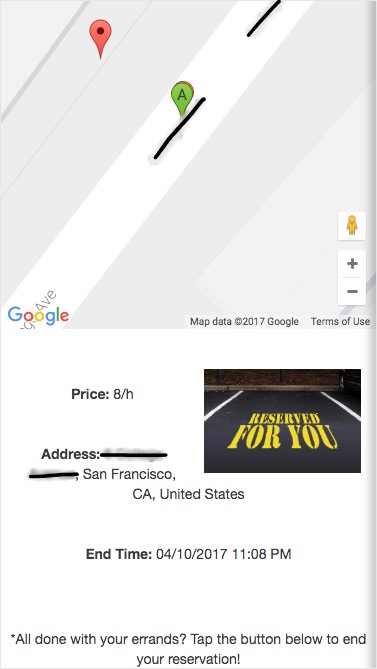 A
Ave
Google
Map data ©2017 Google Terms of Use
Price: 8/h
RESERVED
FOR YOU
Address:
, San Francisco,
CA, United States
End Time: 04/10/2017 11:08 PM
*All done with your errands? Tap the button below to end
your reservation!